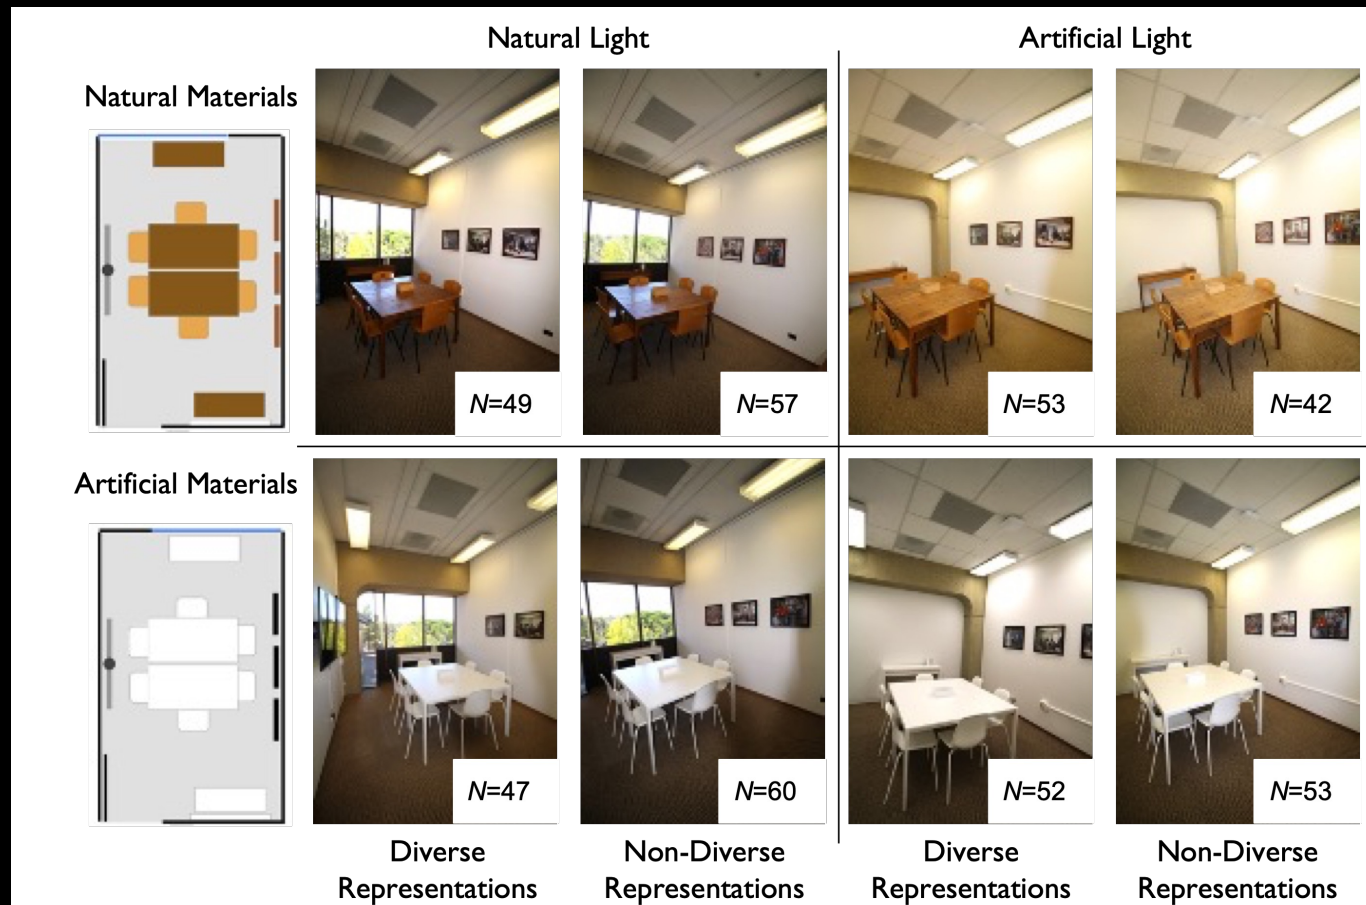 Natural Light
Artificial Light
Natural Materials
N=49
N=57
N=53
N=42
Artificial Materials
N=47
N=60
N=52
N=53
Diverse
Representations
Non-Diverse
Representations
Diverse
Representations
Non-Diverse
Representations